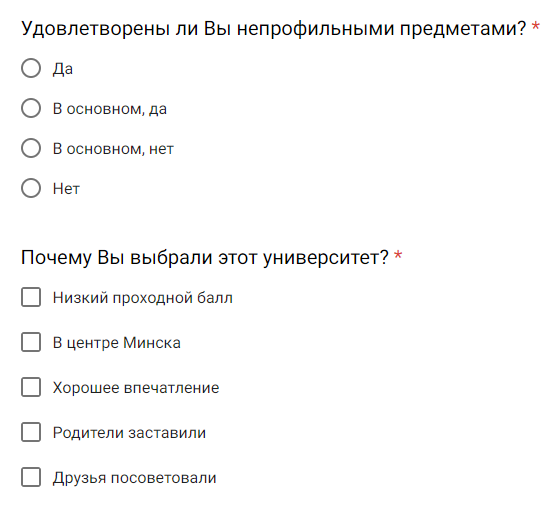 Удовлетворены ли Вы непрофильными предметами? *
Да
В основном, да
В основном, нет
Нет
Почему Вы выбрали этот университет? *
Низкий проходной балл
В центре Минска
Хорошее впечатление
Родители заставили
Друзья посоветовали